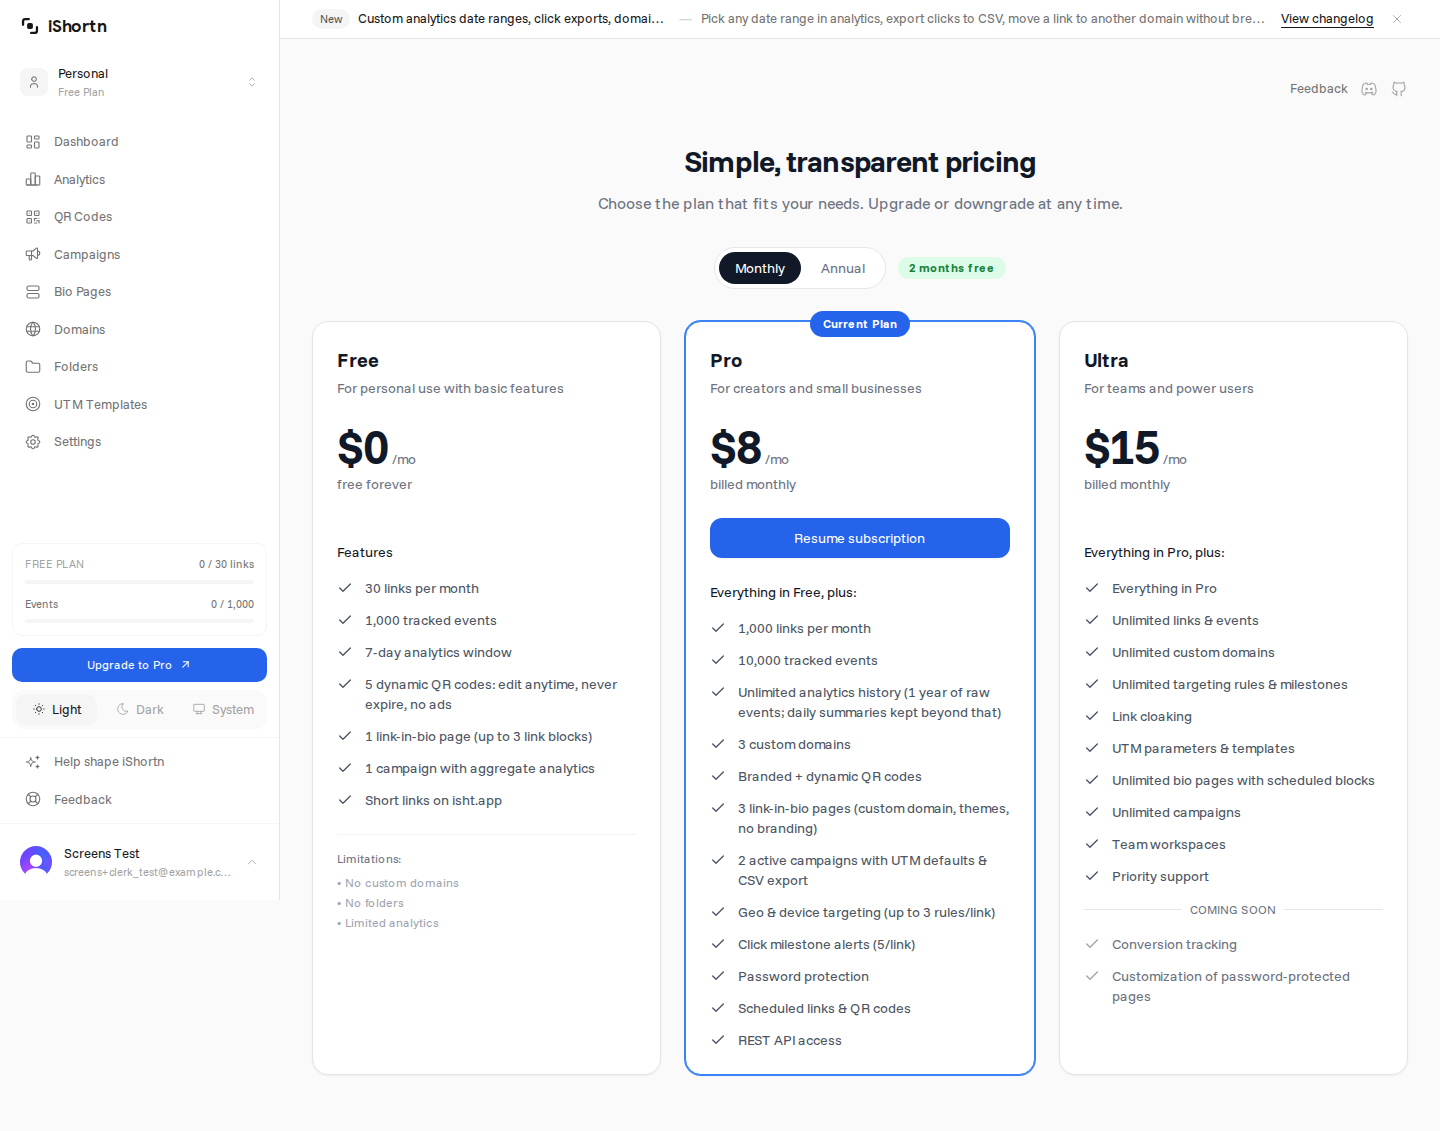 iShortn
Personal
Free Plan
Dashboard
Analytics
QR Codes
Campaigns
Bio Pages
Domains
Folders
UTM Templates
Settings
FREE PLAN 0 / 30 links
Events 0 / 1,000
Upgrade to Pro
Light Dark System
Help shape iShortn
Feedback
Screens Test
screens+clerk_test@example.c...
New Custom analytics date ranges, click exports, domai... — Pick any date range in analytics, export clicks to CSV, move a link to another domain without bre... View changelog
Feedback
Simple, transparent pricing
Choose the plan that fits your needs. Upgrade or downgrade at any time.
Monthly Annual 2 months free
Free
For personal use with basic features
$0 /mo
free forever
Features
30 links per month
1,000 tracked events
7-day analytics window
5 dynamic QR codes: edit anytime, never
expire, no ads
1 link-in-bio page (up to 3 link blocks)
1 campaign with aggregate analytics
Short links on isht.app
Limitations:
• No custom domains
• No folders
• Limited analytics
Current Plan
Pro
For creators and small businesses
$8 /mo
billed monthly
Resume subscription
Everything in Free, plus:
1,000 links per month
10,000 tracked events
Unlimited analytics history (1 year of raw
events; daily summaries kept beyond that)
3 custom domains
Branded + dynamic QR codes
3 link-in-bio pages (custom domain, themes,
no branding)
2 active campaigns with UTM defaults &
CSV export
Geo & device targeting (up to 3 rules/link)
Click milestone alerts (5/link)
Password protection
Scheduled links & QR codes
REST API access
Ultra
For teams and power users
$15 /mo
billed monthly
Everything in Pro, plus:
Everything in Pro
Unlimited links & events
Unlimited custom domains
Unlimited targeting rules & milestones
Link cloaking
UTM parameters & templates
Unlimited bio pages with scheduled blocks
Unlimited campaigns
Team workspaces
Priority support
COMING SOON
Conversion tracking
Customization of password-protected
pages